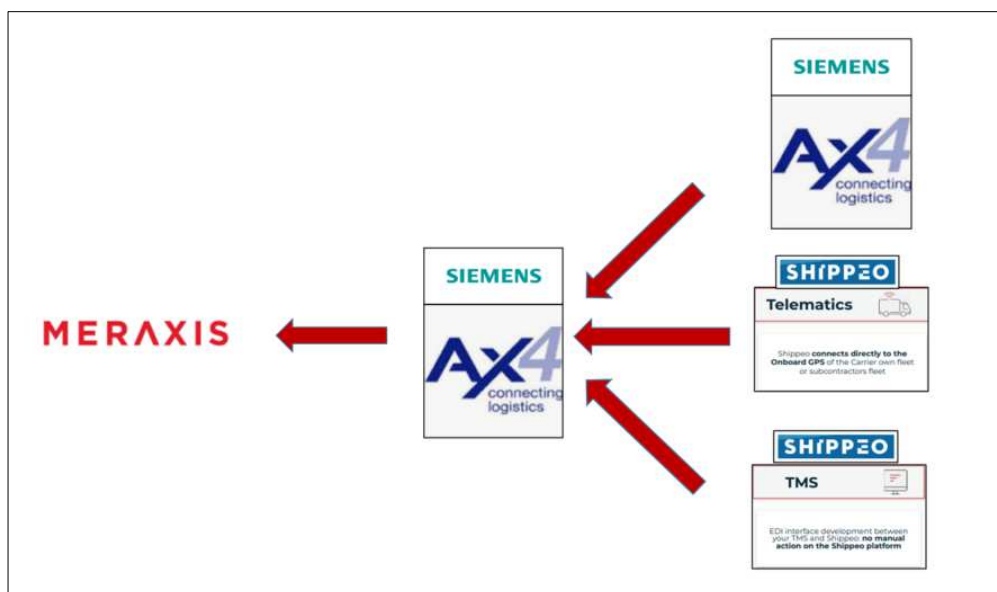 MERAXIS
SIEMENS
AX4
connecting
logistics
SIEMENS
AX4
connecting
logistics
SHIPPEO
Telematics
Shippeo connects directly to the
Onboard GPS of the Carrier own fleet
or subcontractors fleet
SHIPPEO
TMS
EDI interface development between
your TMS and Shippeo: no manual
action on the Shippeo platform